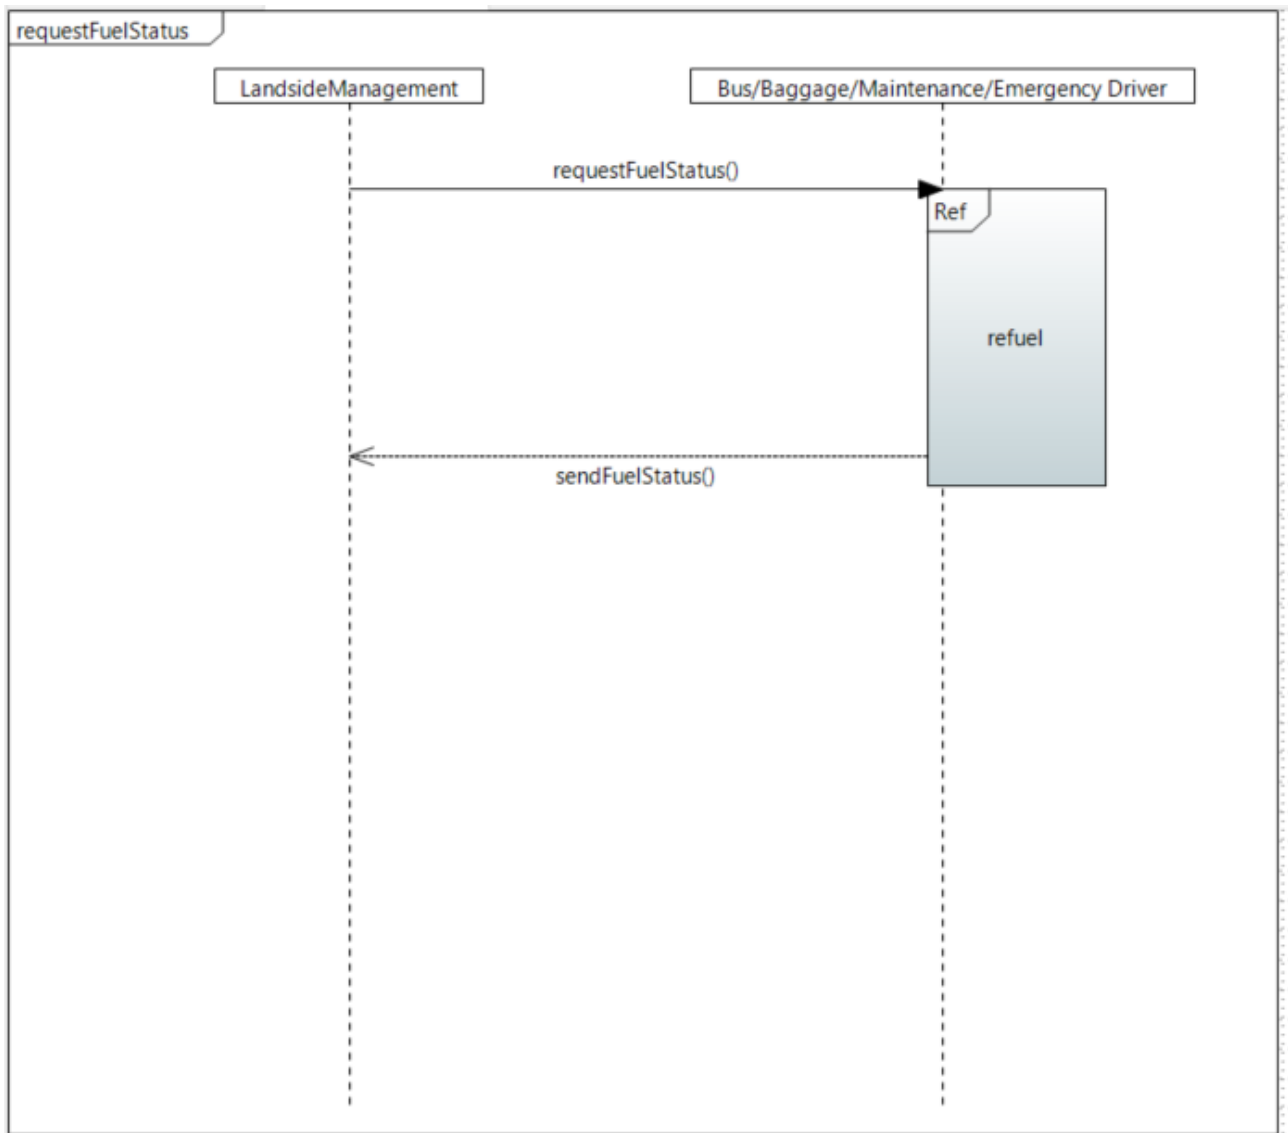 requestFuelStatus
LandsideManagement
Bus/Baggage/Maintenance/Emergency Driver
requestFuelStatus()
Ref
refuel
sendFuelStatus()